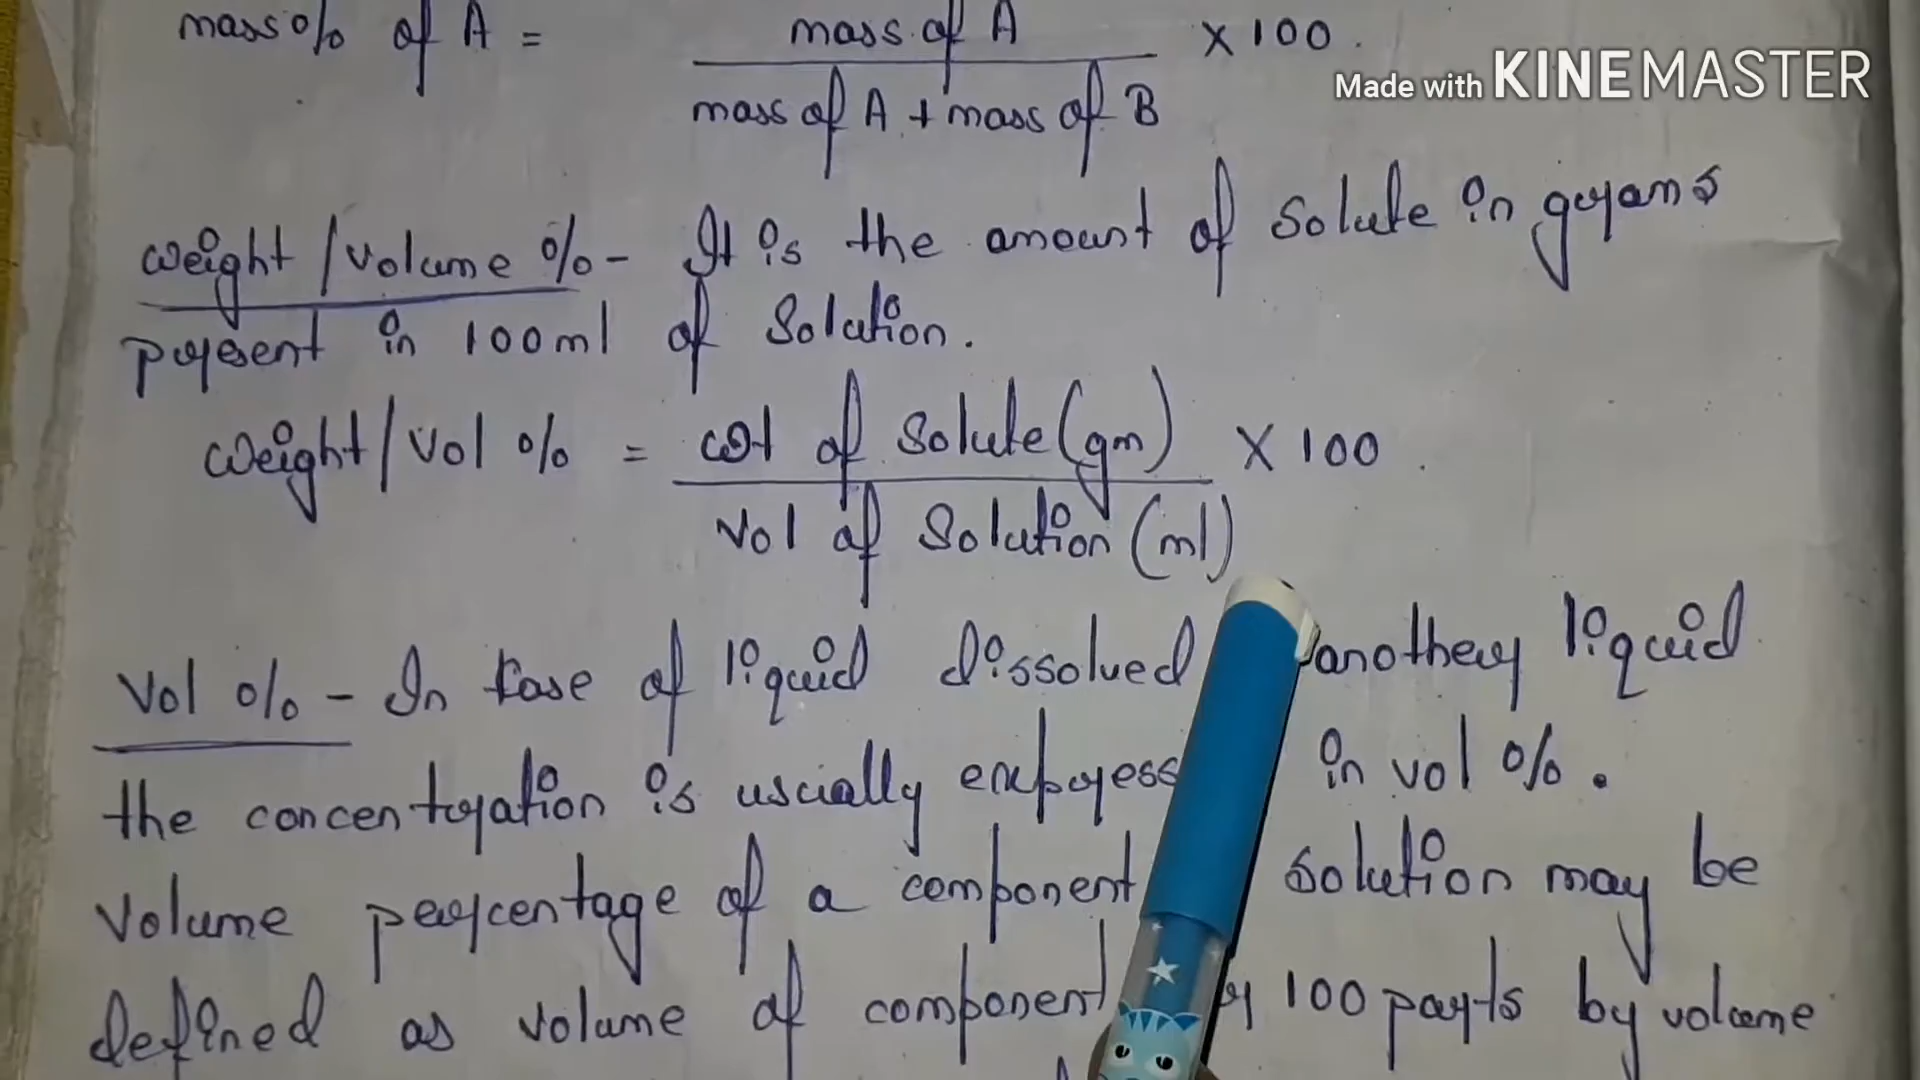 mass % of A = mass of A / mass of A + mass of B × 100.
Made with KINEMASTER
Weight / Volume % - It is the amount of Solute in grams
present in 100 ml of Solution.
Weight / Vol % = wt of Solute (gm) / Vol of Solution (ml) × 100.
Vol % - In case of liquid dissolved another liquid
the concentration is usually express in vol %.
Volume percentage of a component solution may be
defined as volume of component 100 parts by volume